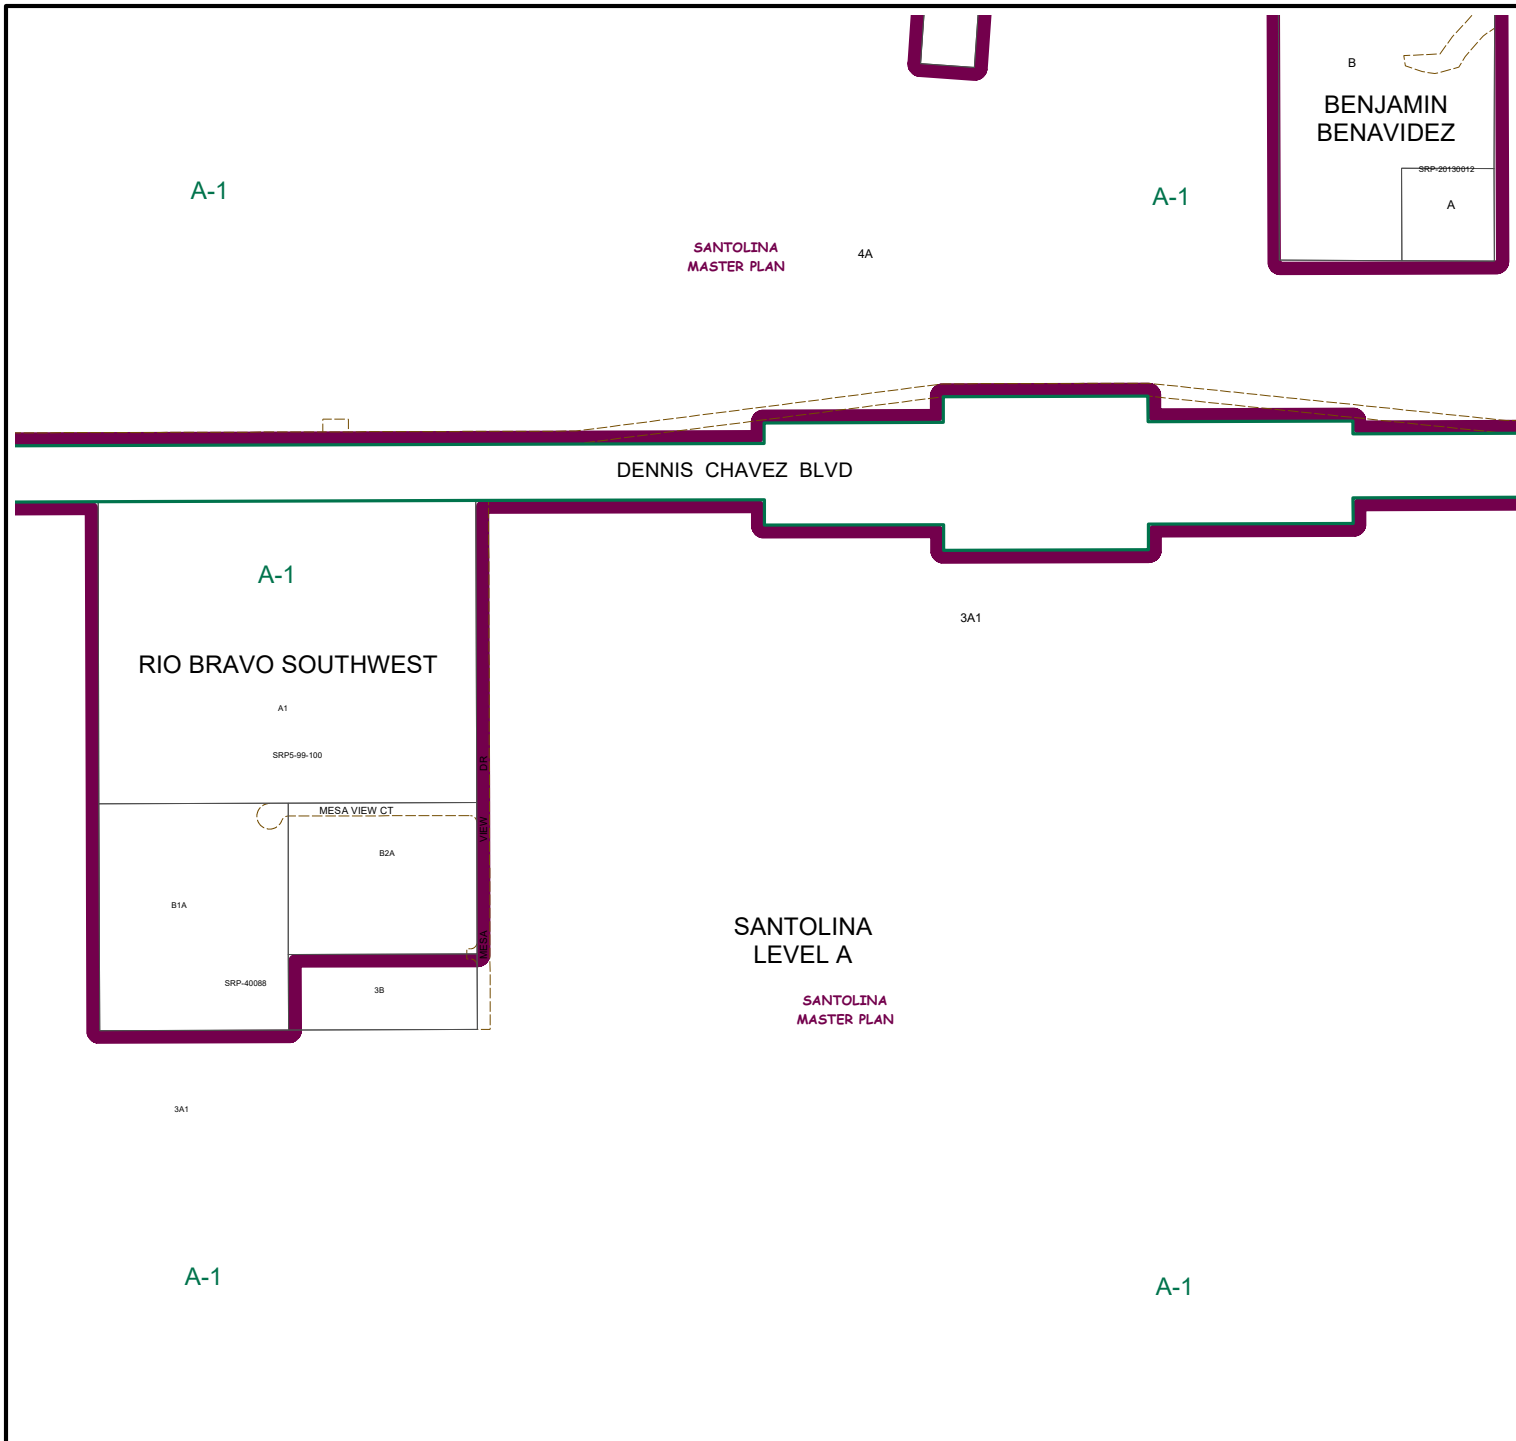 B
BENJAMIN
BENAVIDEZ
SRP-20130012
A
A-1
A-1
SANTOLINA
MASTER PLAN
4A
DENNIS CHAVEZ BLVD
A-1
3A1
RIO BRAVO SOUTHWEST
A1
SRP5-99-100
MESA VIEW CT
MESA VIEW DR
B2A
B1A
SRP-40088
3B
SANTOLINA
LEVEL A
SANTOLINA
MASTER PLAN
3A1
A-1
A-1